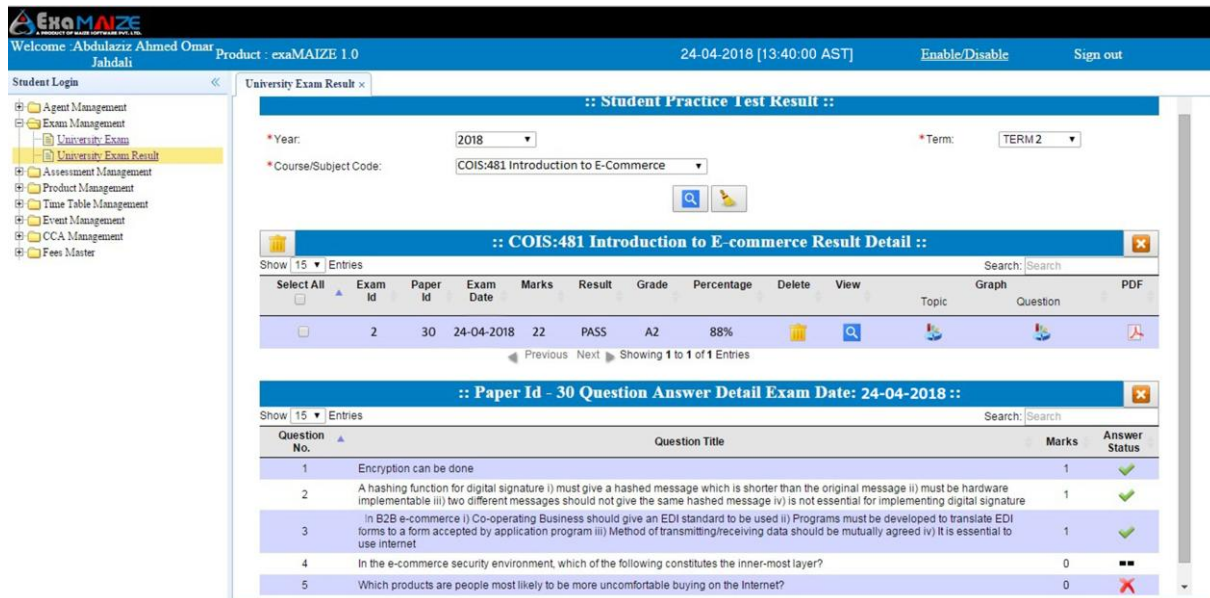 ExaMAIZE
A PRODUCT OF MAIZE SOFTWARE PVT. LTD.
Welcome :Abdulaziz Ahmed Omar Jahdali
Product : exaMAIZE 1.0
24-04-2018 [13:40:00 AST]
Enable/Disable
Sign out
Student Login
Agent Management
Exam Management
University Exam
University Exam Result
Assessment Management
Product Management
Time Table Management
Event Management
CCA Management
Fees Master
University Exam Result ×
:: Student Practice Test Result ::
*Year: 2018 *Term: TERM 2
*Course/Subject Code: COIS:481 Introduction to E-Commerce
:: COIS:481 Introduction to E-commerce Result Detail ::
Show 15 Entries Search: Search
Select All Exam Id Paper Id Exam Date Marks Result Grade Percentage Delete View Graph Topic Question PDF
2 30 24-04-2018 22 PASS A2 88%
Previous Next Showing 1 to 1 of 1 Entries
:: Paper Id - 30 Question Answer Detail Exam Date: 24-04-2018 ::
Show 15 Entries Search: Search
Question No. Question Title Marks Answer Status
1 Encryption can be done 1
2 A hashing function for digital signature i) must give a hashed message which is shorter than the original message ii) must be hardware
implementable iii) two different messages should not give the same hashed message iv) is not essential for implementing digital signature 1
3 In B2B e-commerce i) Co-operating Business should give an EDI standard to be used ii) Programs must be developed to translate EDI
forms to a form accepted by application program iii) Method of transmitting/receiving data should be mutually agreed iv) It is essential to
use internet 1
4 In the e-commerce security environment, which of the following constitutes the inner-most layer? 0
5 Which products are people most likely to be more uncomfortable buying on the Internet? 0